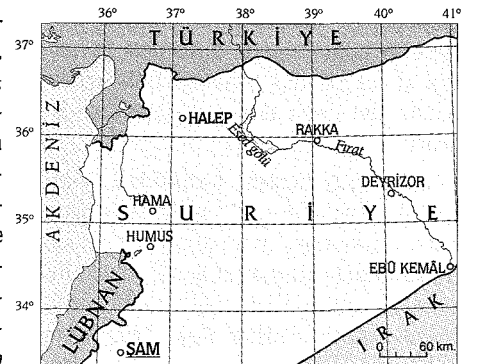 36° 37° 38° 39° 40° 41°
37°
TÜRKİYE
HALEP
36°
Esed gölü
RAKKA
Fırat
AKDENİZ
DEYRİZOR
HAMA
SURİYE
35°
HUMUS
EBÛ KEMÂL
LÜBNAN
34°
IRAK
ŞAM
0 60 km.